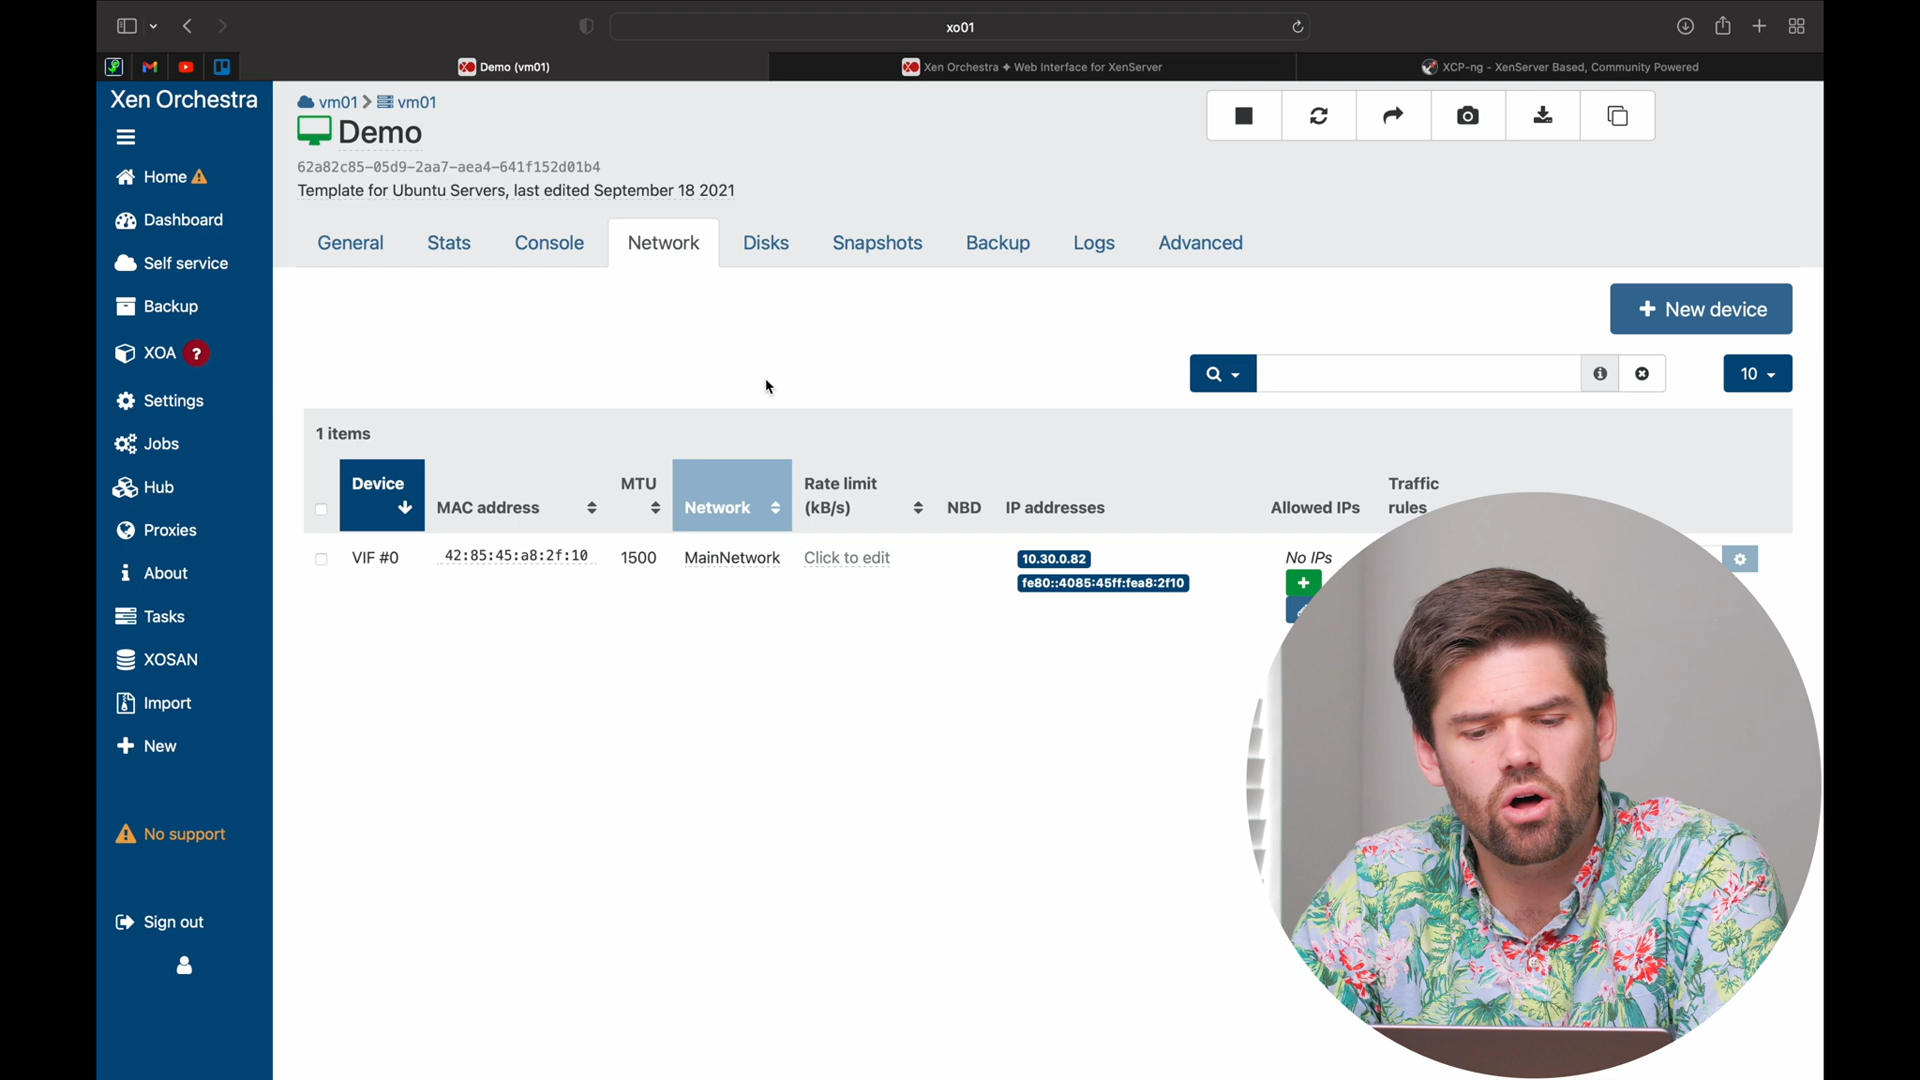 xo01
Demo (vm01)
Xen Orchestra ✦ Web Interface for XenServer
XCP-ng - XenServer Based, Community Powered
Xen Orchestra
Home
Dashboard
Self service
Backup
XOA ?
Settings
Jobs
Hub
Proxies
About
Tasks
XOSAN
Import
New
No support
Sign out
vm01 > vm01
Demo
62a82c85-05d9-2aa7-aea4-641f152d01b4
Template for Ubuntu Servers, last edited September 18 2021
General Stats Console Network Disks Snapshots Backup Logs Advanced
+ New device
10
1 items
Device MAC address MTU Network Rate limit (kB/s) NBD IP addresses Allowed IPs Traffic rules
VIF #0 42:85:45:a8:2f:10 1500 MainNetwork Click to edit 10.30.0.82 No IPs
fe80::4085:45ff:fea8:2f10